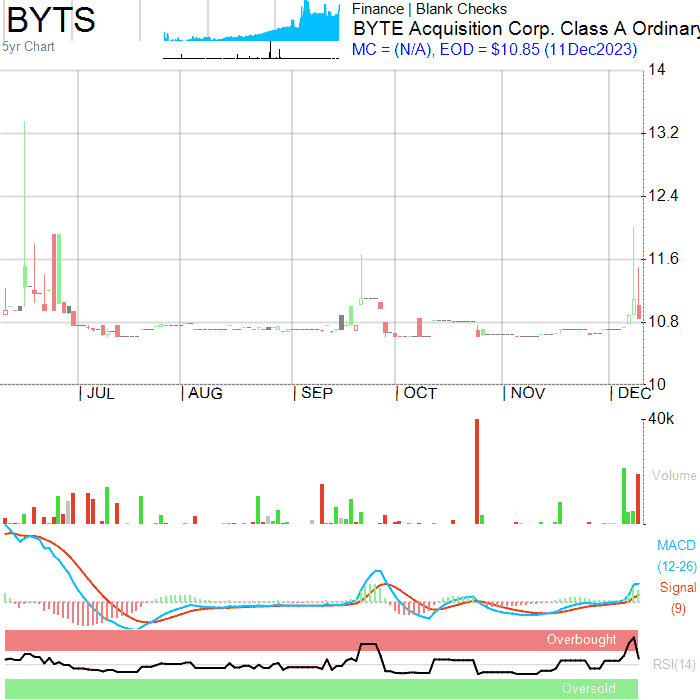 BYTS
5yr Chart
Finance | Blank Checks
BYTE Acquisition Corp. Class A Ordinary
MC = (N/A), EOD = $10.85 (11Dec2023)
14
13.2
12.4
11.6
10.8
10
JUL AUG SEP OCT NOV DEC
40k
Volume
MACD
(12-26)
Signal
(9)
Overbought
RSI(14)
Oversold